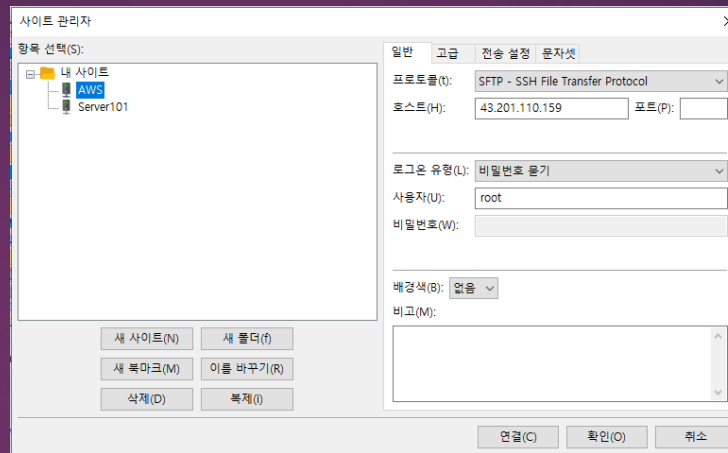 사이트 관리자
항목 선택(S):
내 사이트
AWS
Server101
새 사이트(N) 새 폴더(f)
새 북마크(M) 이름 바꾸기(R)
삭제(D) 복제(I)
일반 고급 전송 설정 문자셋
프로토콜(t): SFTP - SSH File Transfer Protocol
호스트(H): 43.201.110.159 포트(P):
로그온 유형(L): 비밀번호 묻기
사용자(U): root
비밀번호(W):
배경색(B): 없음
비고(M):
연결(C) 확인(O) 취소